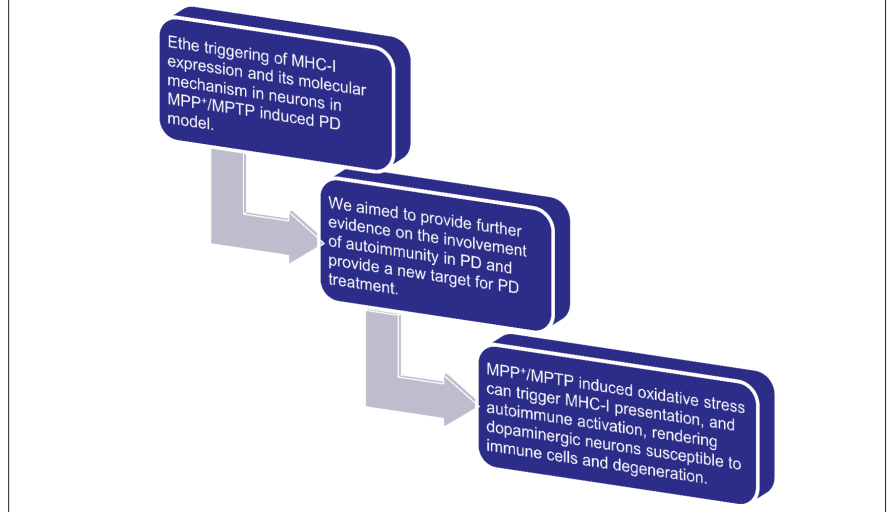 Ethe triggering of MHC-I
expression and its molecular
mechanism in neurons in
MPP⁺/MPTP induced PD
model.
We aimed to provide further
evidence on the involvement
of autoimmunity in PD and
provide a new target for PD
treatment.
MPP⁺/MPTP induced oxidative stress
can trigger MHC-I presentation, and
autoimmune activation, rendering
dopaminergic neurons susceptible to
immune cells and degeneration.